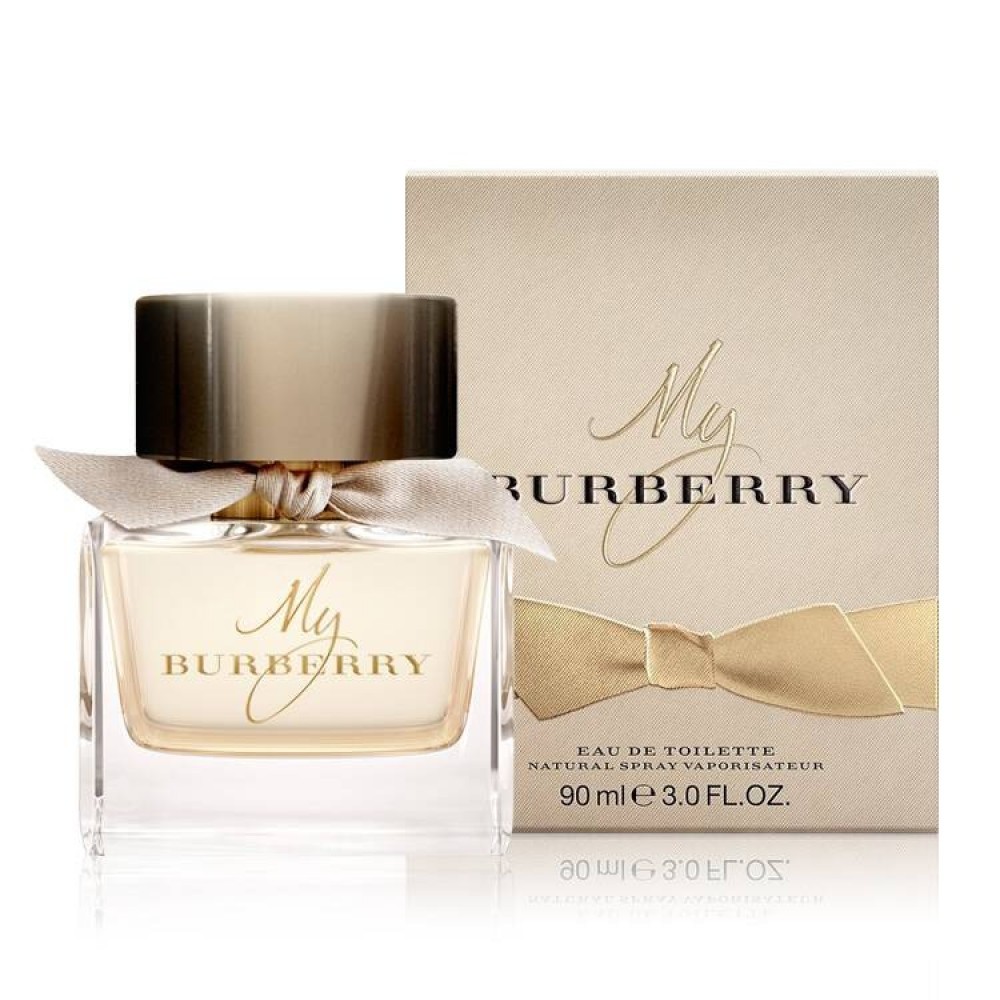 My
BURBERRY
My
BURBERRY
EAU DE TOILETTE
NATURAL SPRAY VAPORISATEUR
90 ml ℮ 3.0 FL.OZ.